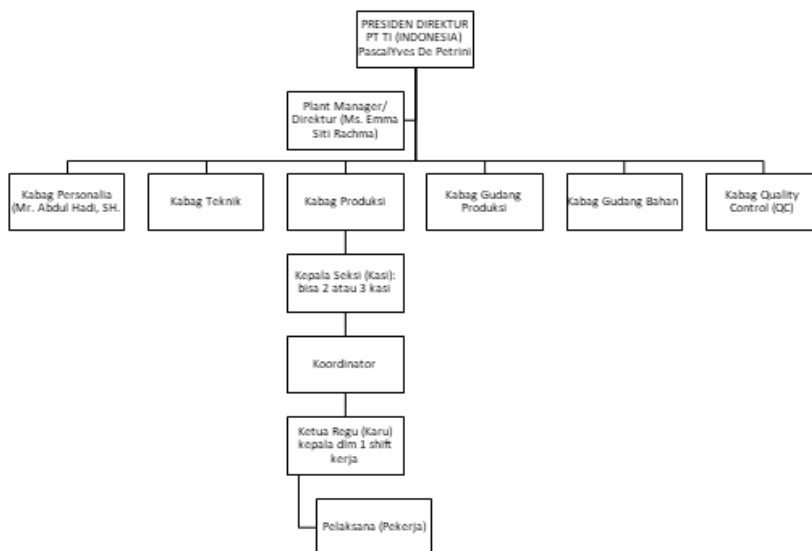 PRESIDEN DIREKTUR
PT TI (INDONESIA)
PascalYves De Petrini
Plant Manager/
Direktur (Ms. Emma
Siti Rachma)
Kabag Personalia
(Mr. Abdul Hadi, SH.
Kabag Teknik
Kabag Produksi
Kabag Gudang
Produksi
Kabag Gudang Bahan
Kabag Quality
Control (QC)
Kepala Seksi (Kasi):
bisa 2 atau 3 kasi
Koordinator
Ketua Regu (Karu)
kepala dlm 1 shift
kerja
Pelaksana (Pekerja)